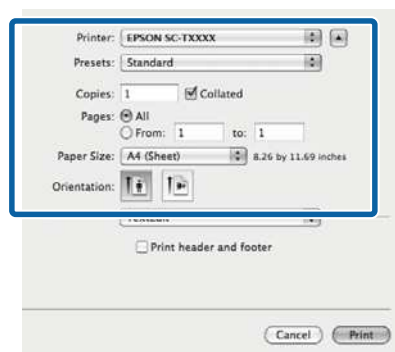 Printer: EPSON SC-TXXXX
Presets: Standard
Copies: 1 Collated
Pages: All
From: 1 to: 1
Paper Size: A4 (Sheet) 8.26 by 11.69 inches
Orientation:
Print header and footer
Cancel Print